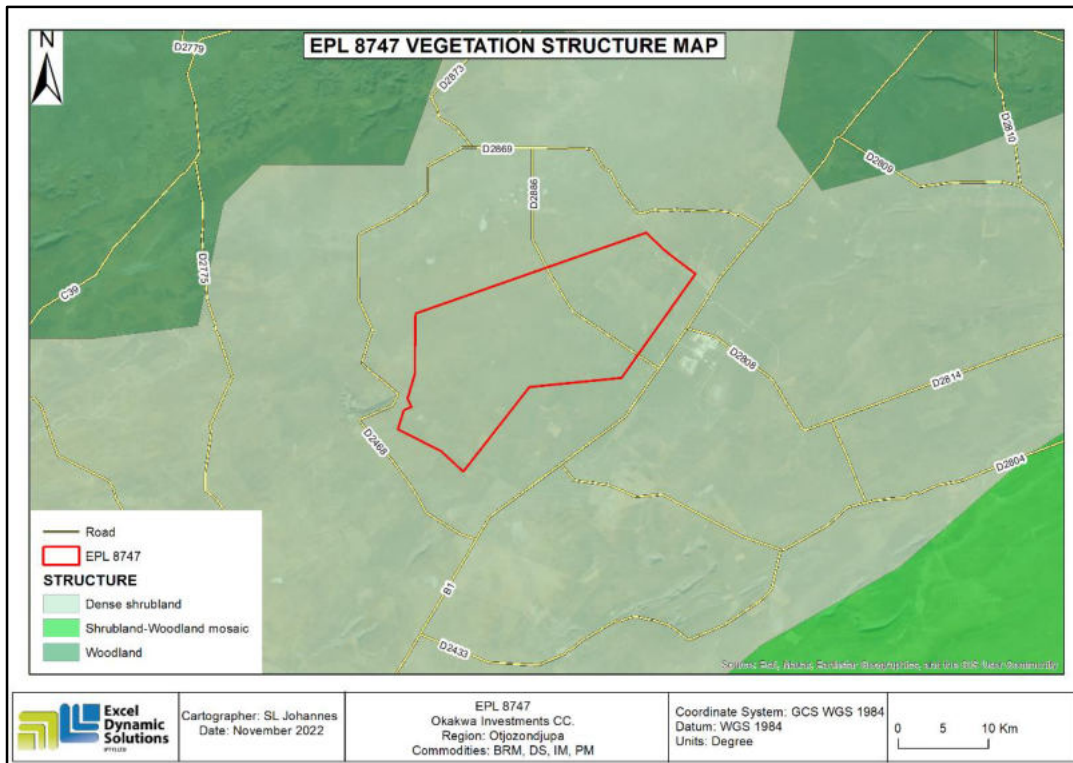 EPL 8747 VEGETATION STRUCTURE MAP
N
D2779
D2873
D2810
D2869
D2809
D2886
D2775
C39
D2808
D2814
D2468
D2804
B1
D2433
Road
EPL 8747
STRUCTURE
Dense shrubland
Shrubland-Woodland mosaic
Woodland
Excel
Dynamic
Solutions
Cartographer: SL Johannes
Date: November 2022
EPL 8747
Okakwa Investments CC.
Region: Otjozondjupa
Commodities: BRM, DS, IM, PM
Coordinate System: GCS WGS 1984
Datum: WGS 1984
Units: Degree
0 5 10 Km